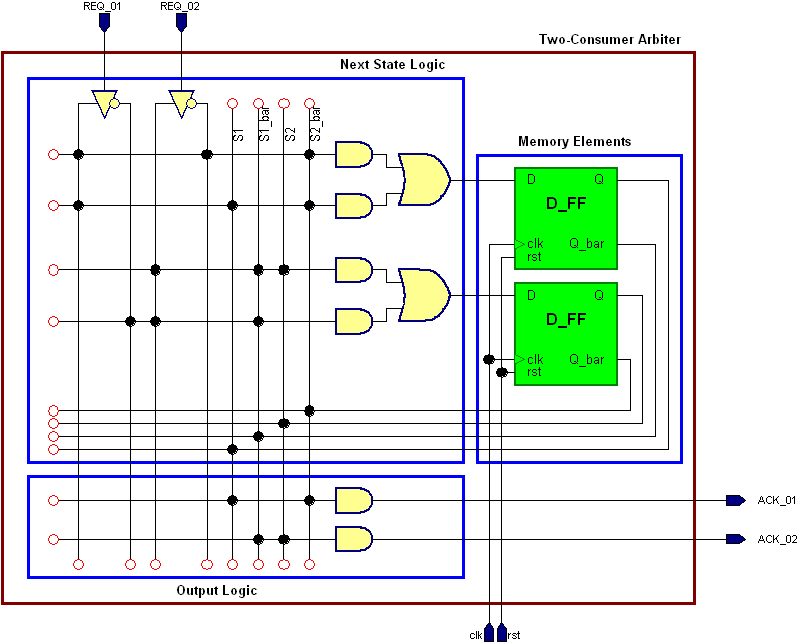 REQ_01 REQ_02
Two-Consumer Arbiter
Next State Logic
S1
S1_bar
S2
S2_bar
Memory Elements
D Q
D_FF
clk Q_bar
rst
D Q
D_FF
clk Q_bar
rst
ACK_01
ACK_02
Output Logic
clk rst